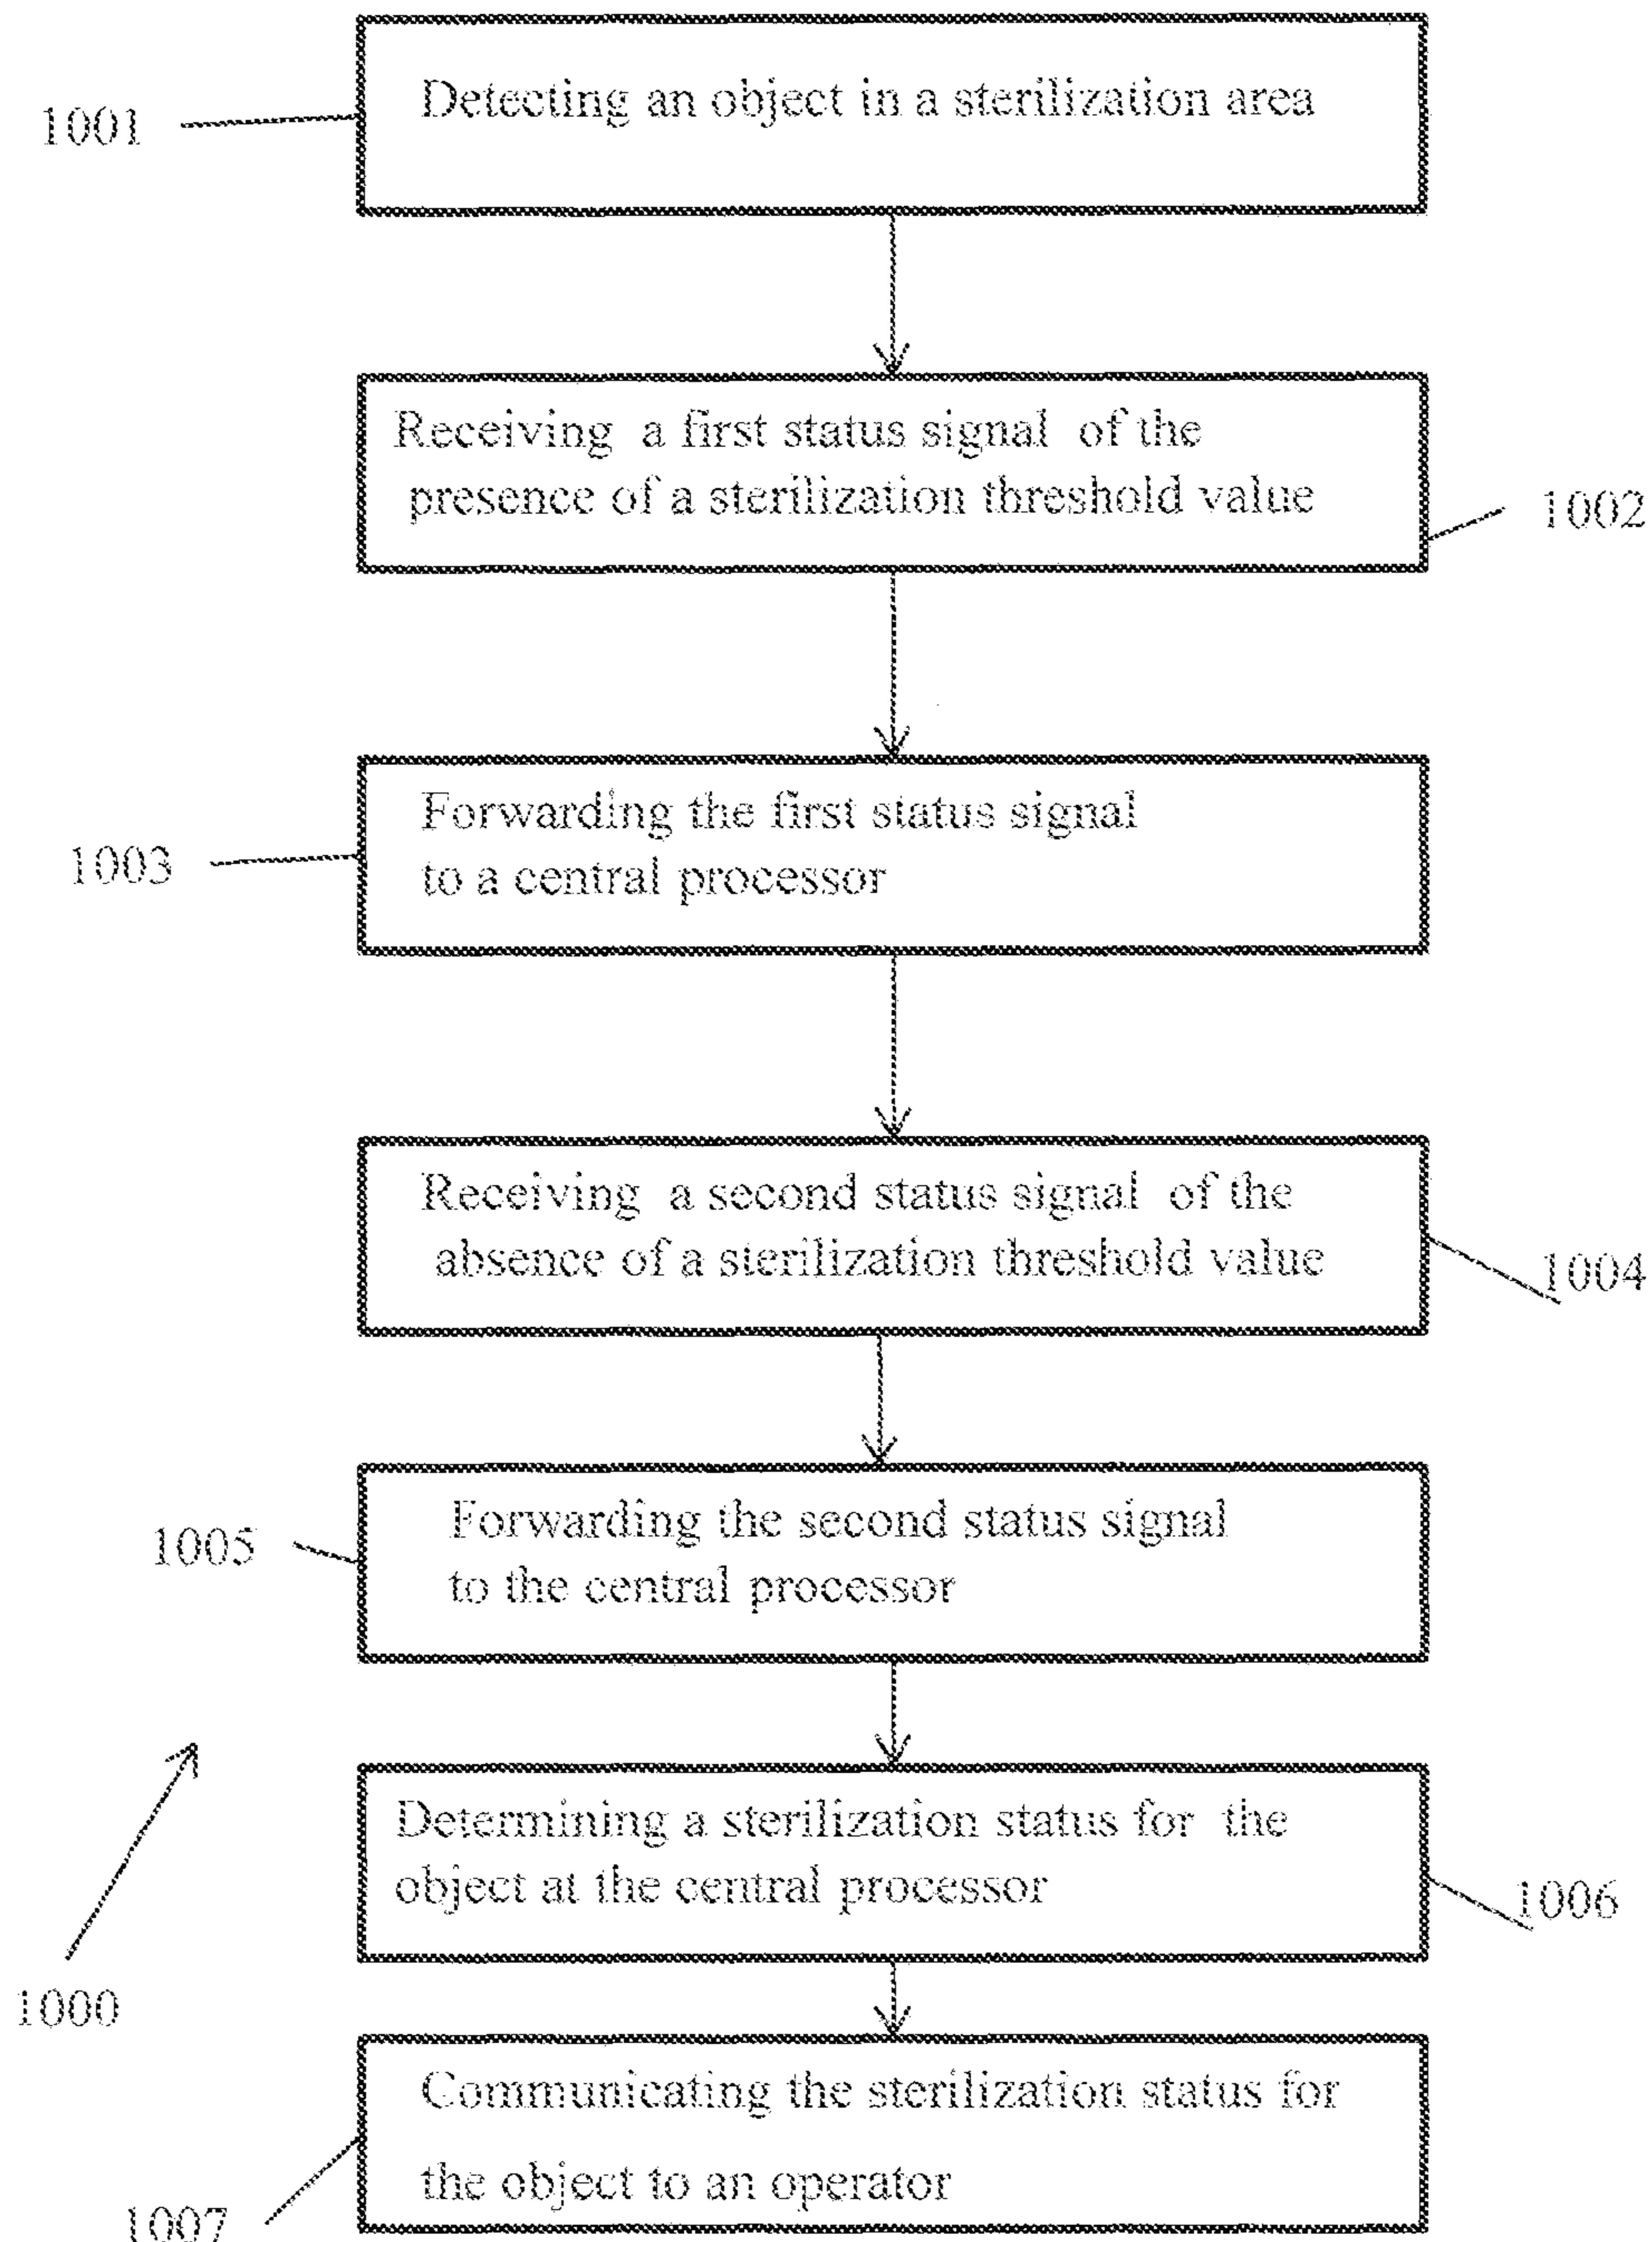 Detecting an object in a sterilization area
1001
Receiving a first status signal of the
presence of a sterilization threshold value
1002
Forwarding the first status signal
to a central processor
1003
Receiving a second status signal of the
absence of a sterilization threshold value
1004
Forwarding the second status signal
to the central processor
1005
Determining a sterilization status for the
object at the central processor
1006
1000
Communicating the sterilization status for
the object to an operator
1007